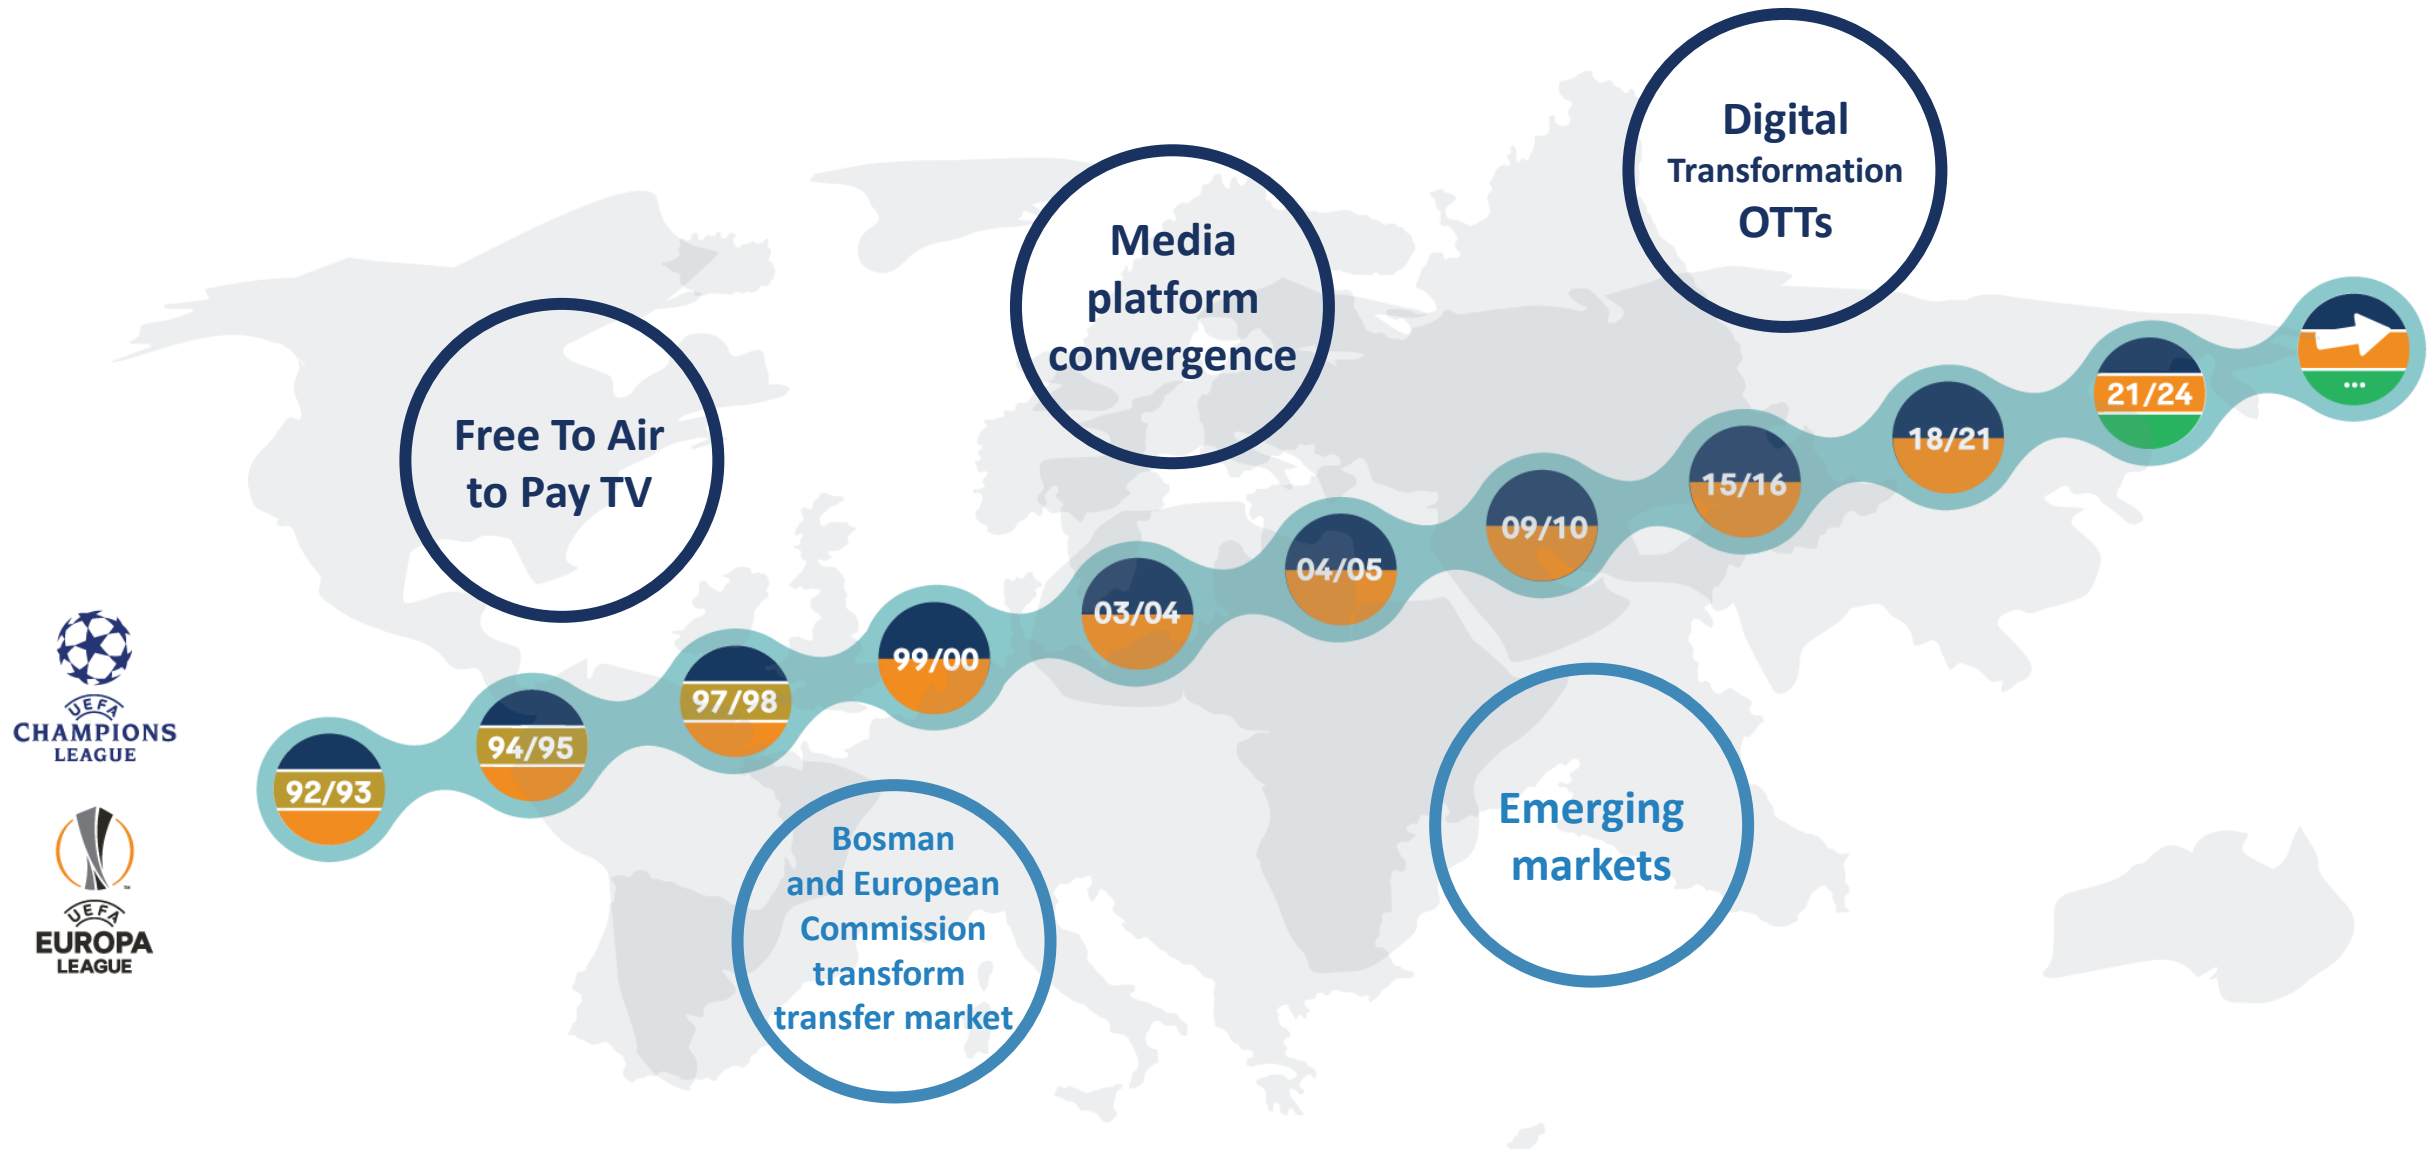 Digital
Transformation
OTTs
Media
platform
convergence
Free To Air
to Pay TV
UEFA
CHAMPIONS
LEAGUE
UEFA
EUROPA
LEAGUE
92/93
94/95
97/98
99/00
03/04
04/05
09/10
15/16
18/21
21/24
...
Bosman
and European
Commission
transform
transfer market
Emerging
markets